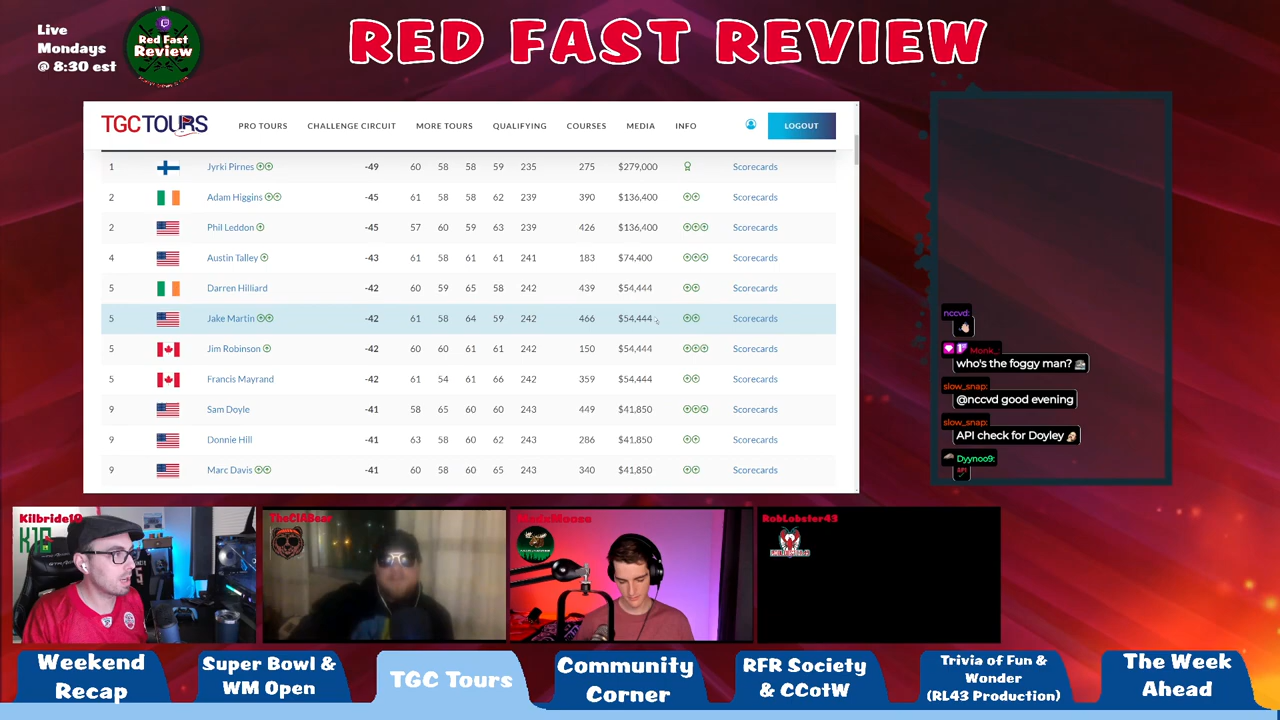 Live
Mondays
@ 8:30 est
Red Fast
Review
RED FAST REVIEW
TGCTOURS
PRO TOURS
CHALLENGE CIRCUIT
MORE TOURS
QUALIFYING
COURSES
MEDIA
INFO
LOGOUT
1 Jyrki Pirnes -49 60 58 58 59 235 275 $279,000 Scorecards
2 Adam Higgins -45 61 58 58 62 239 390 $136,400 Scorecards
2 Phil Leddon -45 57 60 59 63 239 426 $136,400 Scorecards
4 Austin Talley -43 61 58 61 61 241 183 $74,400 Scorecards
5 Darren Hilliard -42 60 59 65 58 242 439 $54,444 Scorecards
5 Jake Martin -42 61 58 64 59 242 466 $54,444 Scorecards
5 Jim Robinson -42 60 60 61 61 242 150 $54,444 Scorecards
5 Francis Mayrand -42 61 54 61 66 242 359 $54,444 Scorecards
9 Sam Doyle -41 58 65 60 60 243 447 $41,850 Scorecards
9 Donnie Hill -41 63 58 60 62 243 286 $41,850 Scorecards
9 Marc Davis -41 60 58 60 65 243 340 $41,850 Scorecards
nccvd:
Monk_:
who's the foggy man?
slow_snap:
@nccvd good evening
slow_snap:
API check for Doyley
Dyynoo9:
API
Kilbride10
K10
TheCIABear
RobLobster43
Weekend
Recap
Super Bowl &
WM Open
TGC Tours
Community
Corner
RFR Society
& CCotW
Trivia of Fun &
Wonder
(RL43 Production)
The Week
Ahead